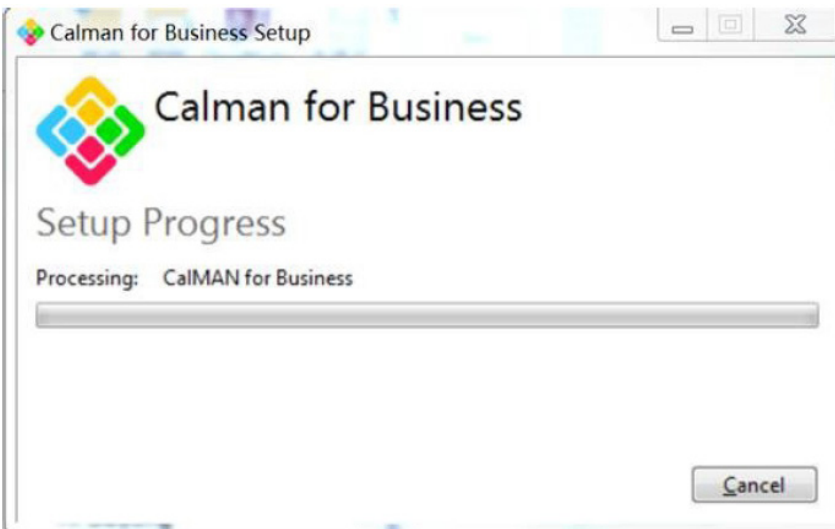 Calman for Business Setup
Calman for Business
Setup Progress
Processing: CalMAN for Business
Cancel